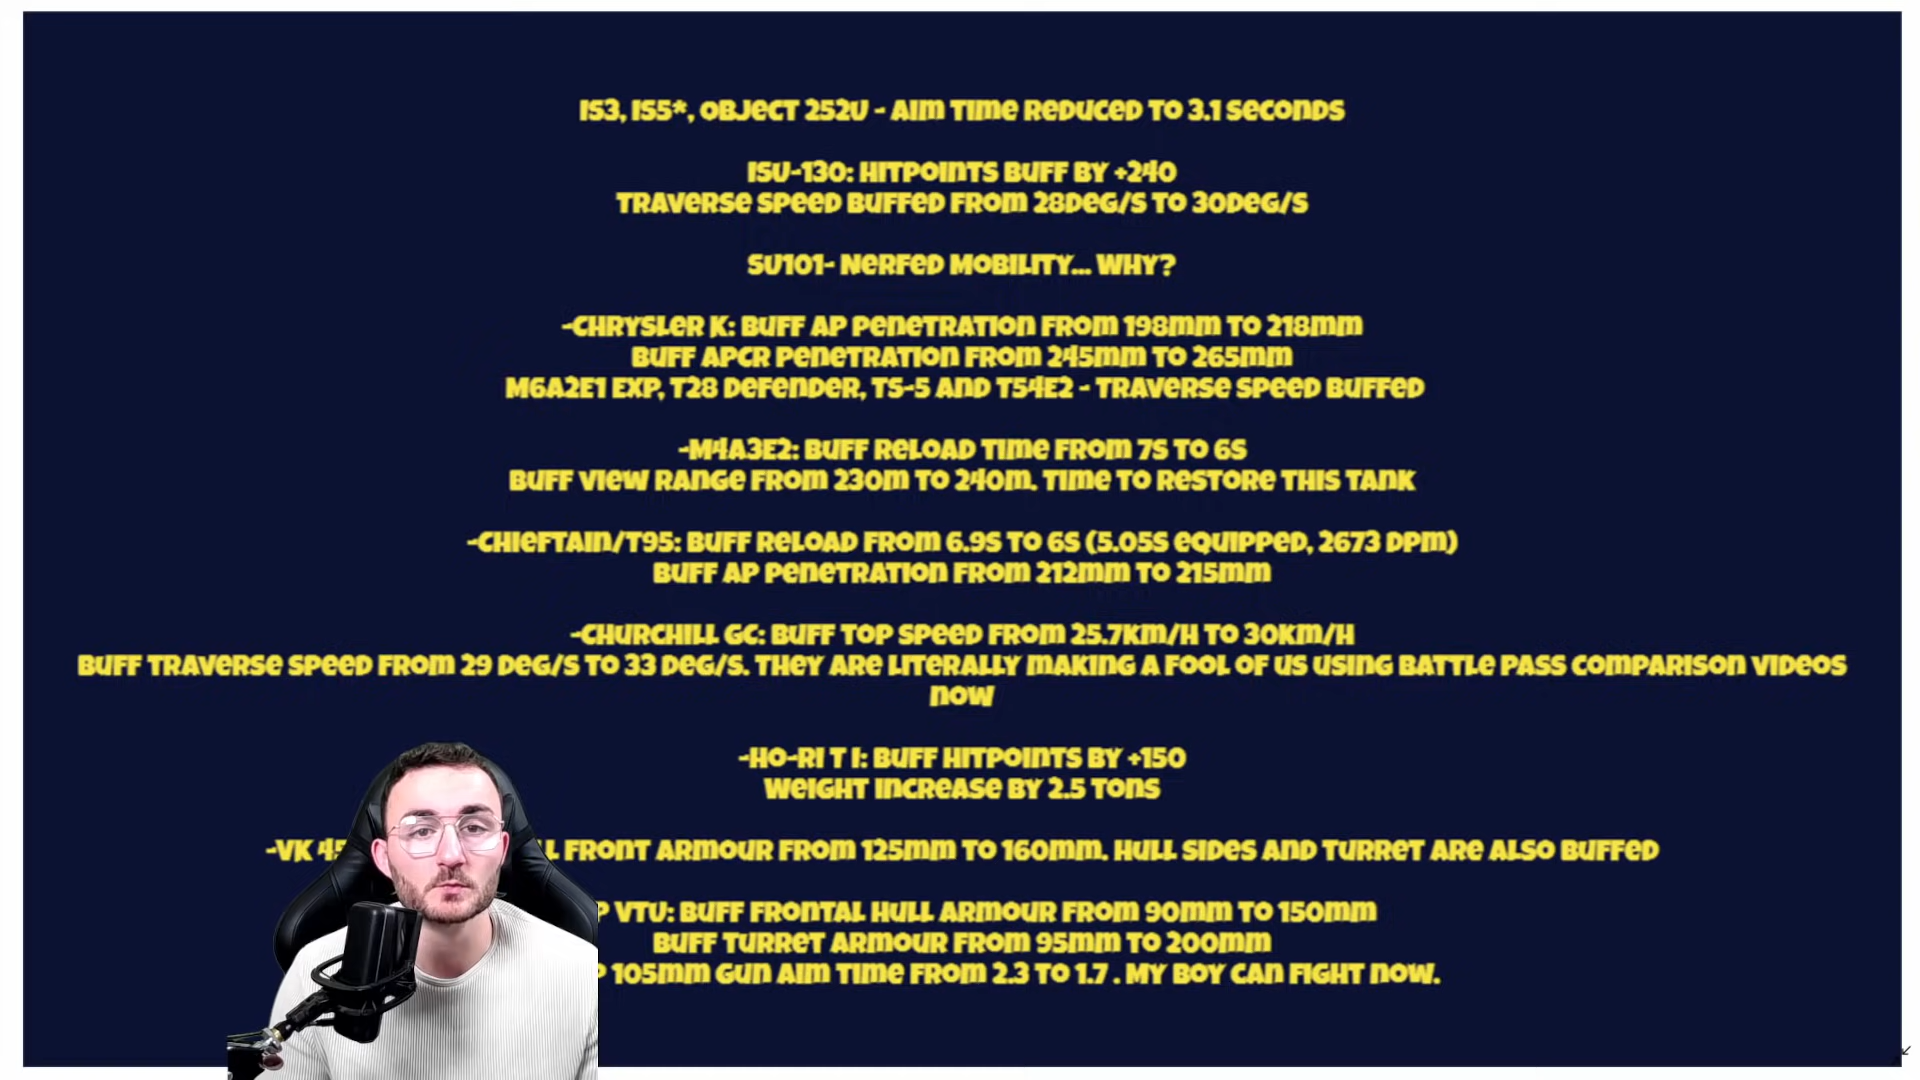 IS3, IS5*, OBJECT 252U - AIM TIME REDUCED TO 3.1 SECONDS
ISU-130: HITPOINTS BUFF BY +240
TRAVERSE SPEED BUFFED FROM 28DEG/S TO 30DEG/S
SU101- NERFED MOBILITY... WHY?
-CHRYSLER K: BUFF AP PENETRATION FROM 198MM TO 218MM
BUFF APCR PENETRATION FROM 245MM TO 265MM
M6A2E1 EXP, T28 DEFENDER, TS-5 AND T54E2 - TRAVERSE SPEED BUFFED
-M4A3E2: BUFF RELOAD TIME FROM 7S TO 6S
BUFF VIEW RANGE FROM 230M TO 240M. TIME TO RESTORE THIS TANK
-CHIEFTAIN/T95: BUFF RELOAD FROM 6.9S TO 6S (5.05S EQUIPPED, 2673 DPM)
BUFF AP PENETRATION FROM 212MM TO 215MM
-CHURCHILL GC: BUFF TOP SPEED FROM 25.7KM/H TO 30KM/H
BUFF TRAVERSE SPEED FROM 29 DEG/S TO 33 DEG/S. THEY ARE LITERALLY MAKING A FOOL OF US USING BATTLE PASS COMPARISON VIDEOS
NOW
-HO-RI T I: BUFF HITPOINTS BY +150
WEIGHT INCREASE BY 2.5 TONS
-VK FRONT ARMOUR FROM 125MM TO 160MM. HULL SIDES AND TURRET ARE ALSO BUFFED
VTU: BUFF FRONTAL HULL ARMOUR FROM 90MM TO 150MM
BUFF TURRET ARMOUR FROM 95MM TO 200MM
105MM GUN AIM TIME FROM 2.3 TO 1.7 . MY BOY CAN FIGHT NOW.